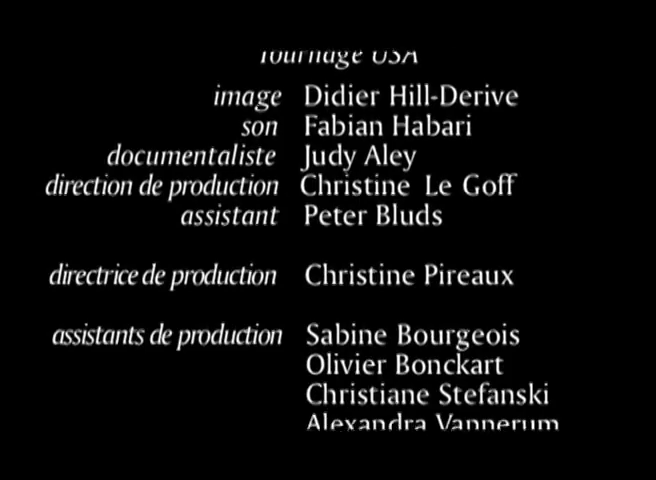 Tournage USA
image Didier Hill-Derive
son Fabian Habari
documentaliste Judy Aley
direction de production Christine Le Goff
assistant Peter Bluds
directrice de production Christine Pireaux
assistants de production Sabine Bourgeois
Olivier Bonckart
Christiane Stefanski
Alexandra Vannerum